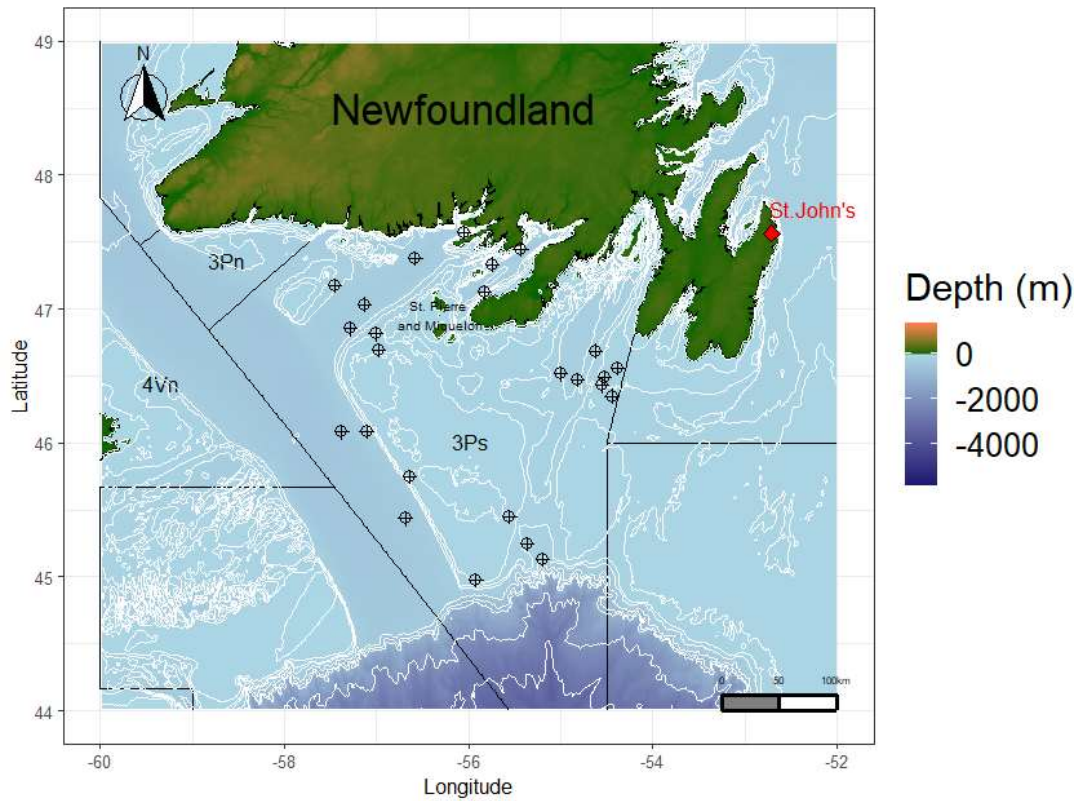 49
N
Newfoundland
48
St.John's
3Pn
47
St. Pierre
and Miquelon
4Vn
46
3Ps
45
44
0 50 100km
-60 -58 -56 -54 -52
Longitude
Latitude
Depth (m)
0
-2000
-4000